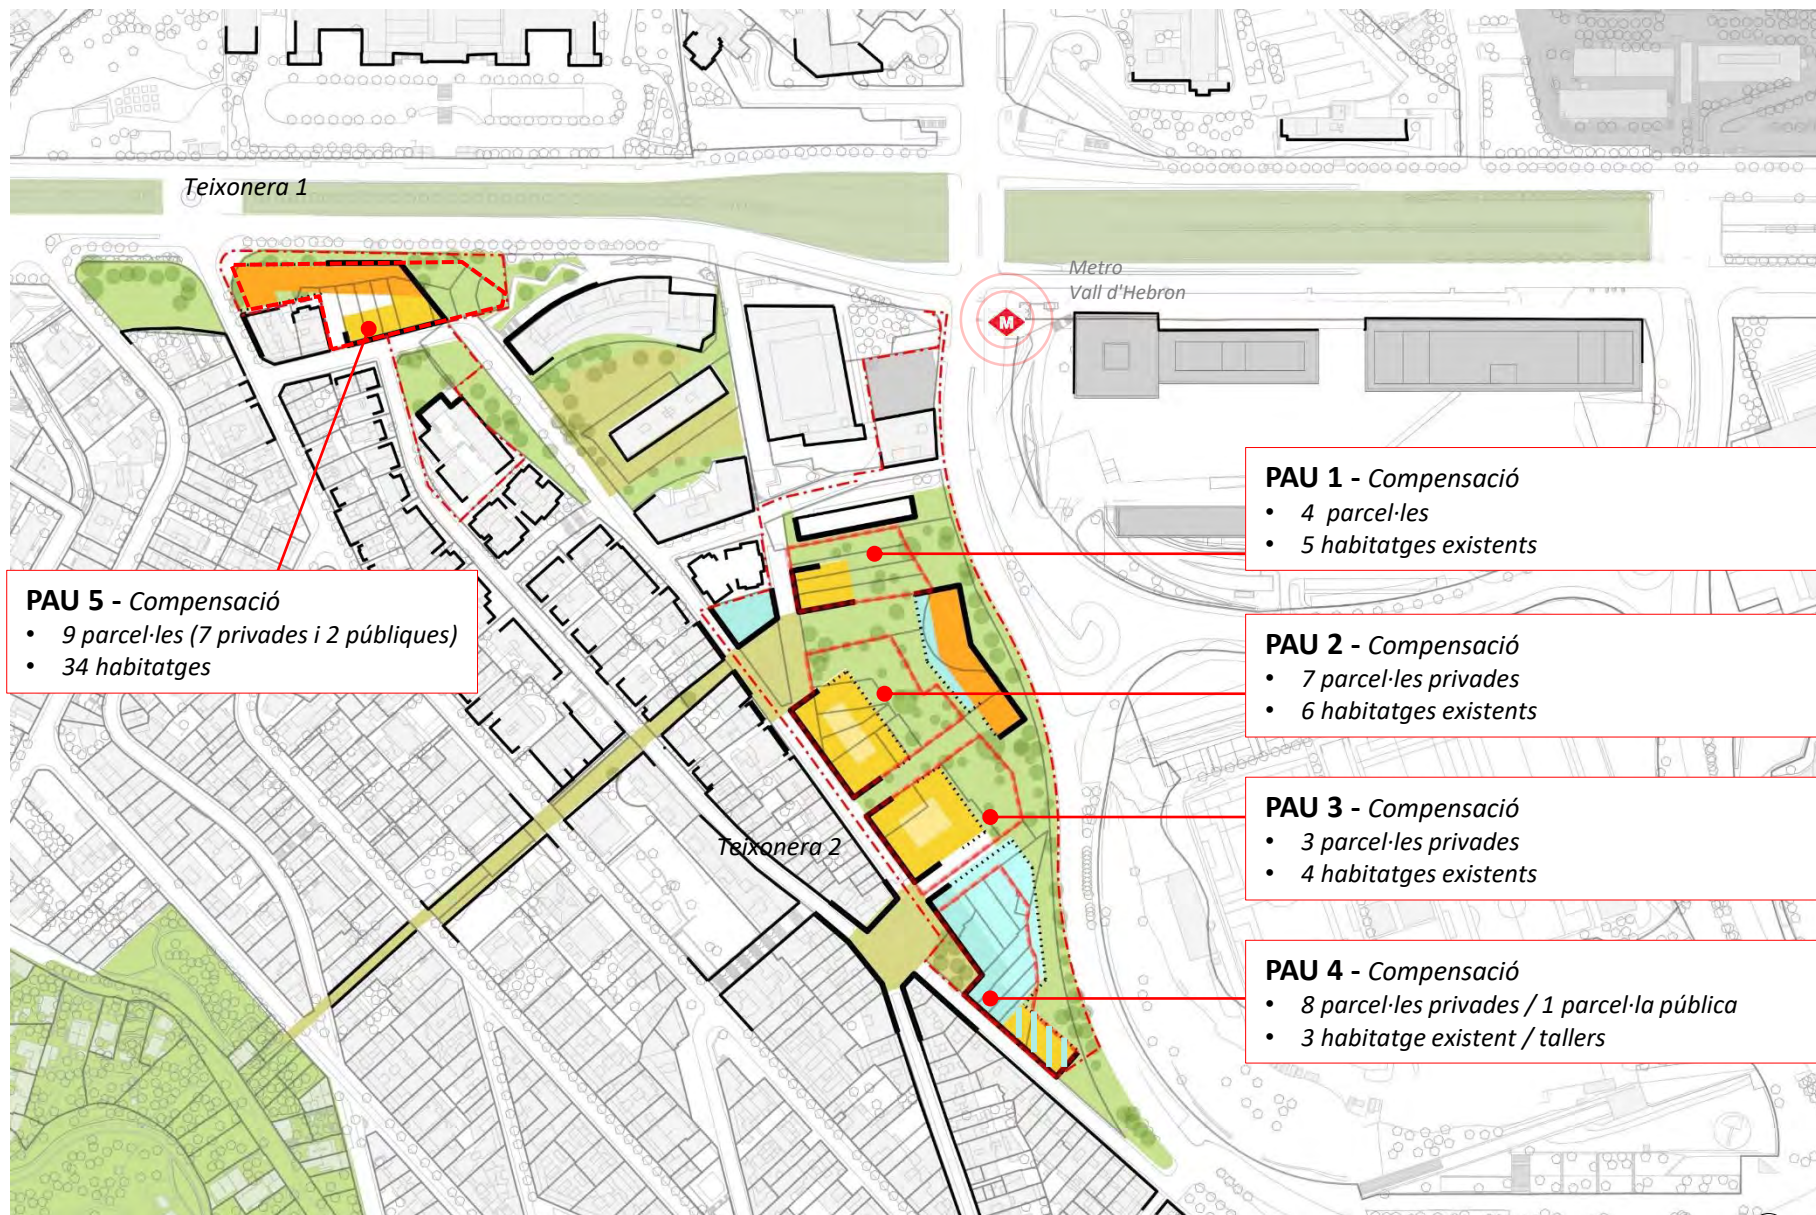 Teixonera 1
Metro
Vall d'Hebron
M
PAU 1 - Compensació
• 4 parcel·les
• 5 habitatges existents
PAU 5 - Compensació
• 9 parcel·les (7 privades i 2 públiques)
• 34 habitatges
PAU 2 - Compensació
• 7 parcel·les privades
• 6 habitatges existents
PAU 3 - Compensació
• 3 parcel·les privades
• 4 habitatges existents
Teixonera 2
PAU 4 - Compensació
• 8 parcel·les privades / 1 parcel·la pública
• 3 habitatge existent / tallers